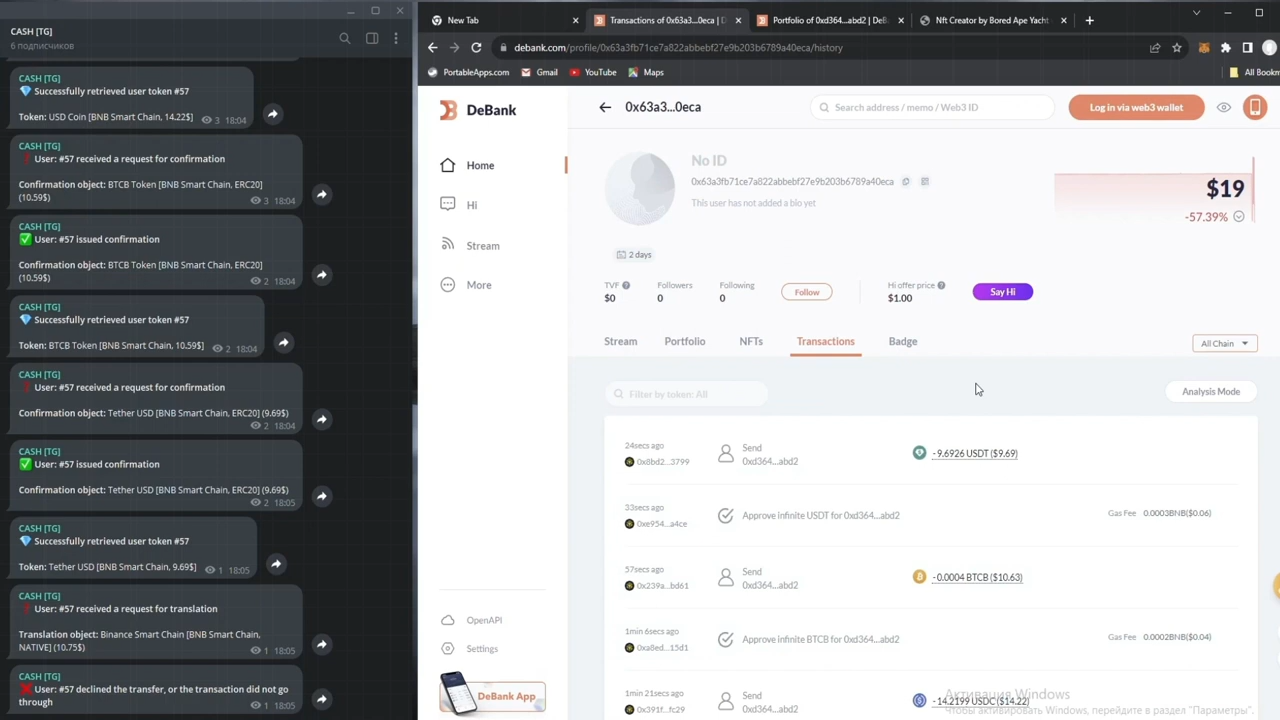 CASH [TG]
6 подписчиков
CASH [TG]
💎 Successfully retrieved user token #57
Token: USD Coin [BNB Smart Chain, 14.22$]
3 18:04
CASH [TG]
❗ User: #57 received a request for confirmation
Confirmation object: BTCB Token [BNB Smart Chain, ERC20]
(10.59$)
3 18:04
CASH [TG]
✅ User: #57 issued confirmation
Confirmation object: BTCB Token [BNB Smart Chain, ERC20]
(10.59$)
2 18:04
CASH [TG]
💎 Successfully retrieved user token #57
Token: BTCB Token [BNB Smart Chain, 10.59$]
2 18:04
CASH [TG]
❗ User: #57 received a request for confirmation
Confirmation object: Tether USD [BNB Smart Chain, ERC20] (9.69$)
2 18:04
CASH [TG]
✅ User: #57 issued confirmation
Confirmation object: Tether USD [BNB Smart Chain, ERC20] (9.69$)
2 18:05
CASH [TG]
💎 Successfully retrieved user token #57
Token: Tether USD [BNB Smart Chain, 9.69$]
1 18:05
CASH [TG]
❗ User: #57 received a request for translation
Translation object: Binance Smart Chain [BNB Smart Chain,
NATIVE] (10.75$)
1 18:05
CASH [TG]
❌ User: #57 declined the transfer, or the transaction did not go
through
1 18:05
New Tab
Transactions of 0x63a3...0eca | D
Portfolio of 0xd364...abd2 | DeB
Nft Creator by Bored Ape Yacht
debank.com/profile/0x63a3fb71ce7a822abbebf27e9b203b6789a40eca/history
PortableApps.com
Gmail
YouTube
Maps
All Bookm
DeBank
0x63a3...0eca
Search address / memo / Web3 ID
Log in via web3 wallet
Home
Hi
Stream
More
OpenAPI
Settings
DeBank App
No ID
0x63a3fb71ce7a822abbebf27e9b203b6789a40eca
This user has not added a bio yet
$19
-57.39%
2 days
TVF
$0
Followers
0
Following
0
Follow
Hi offer price
$1.00
Say Hi
Stream
Portfolio
NFTs
Transactions
Badge
All Chain
Filter by token: All
Analysis Mode
24secs ago
0x8bd2...3799
Send
0xd364...abd2
- 9.6926 USDT ($9.69)
33secs ago
0xe954...a4ce
Approve infinite USDT for 0xd364...abd2
Gas Fee 0.0003BNB($0.06)
57secs ago
0x239a...bd61
Send
0xd364...abd2
- 0.0004 BTCB ($10.63)
1min 6secs ago
0xa8ed...15d1
Approve infinite BTCB for 0xd364...abd2
Gas Fee 0.0002BNB($0.04)
1min 21secs ago
0x391f...fc29
Send
0xd364...abd2
- 14.2199 USDC ($14.22)
Активация Windows
Чтобы активировать Windows, перейдите в раздел "Параметры".